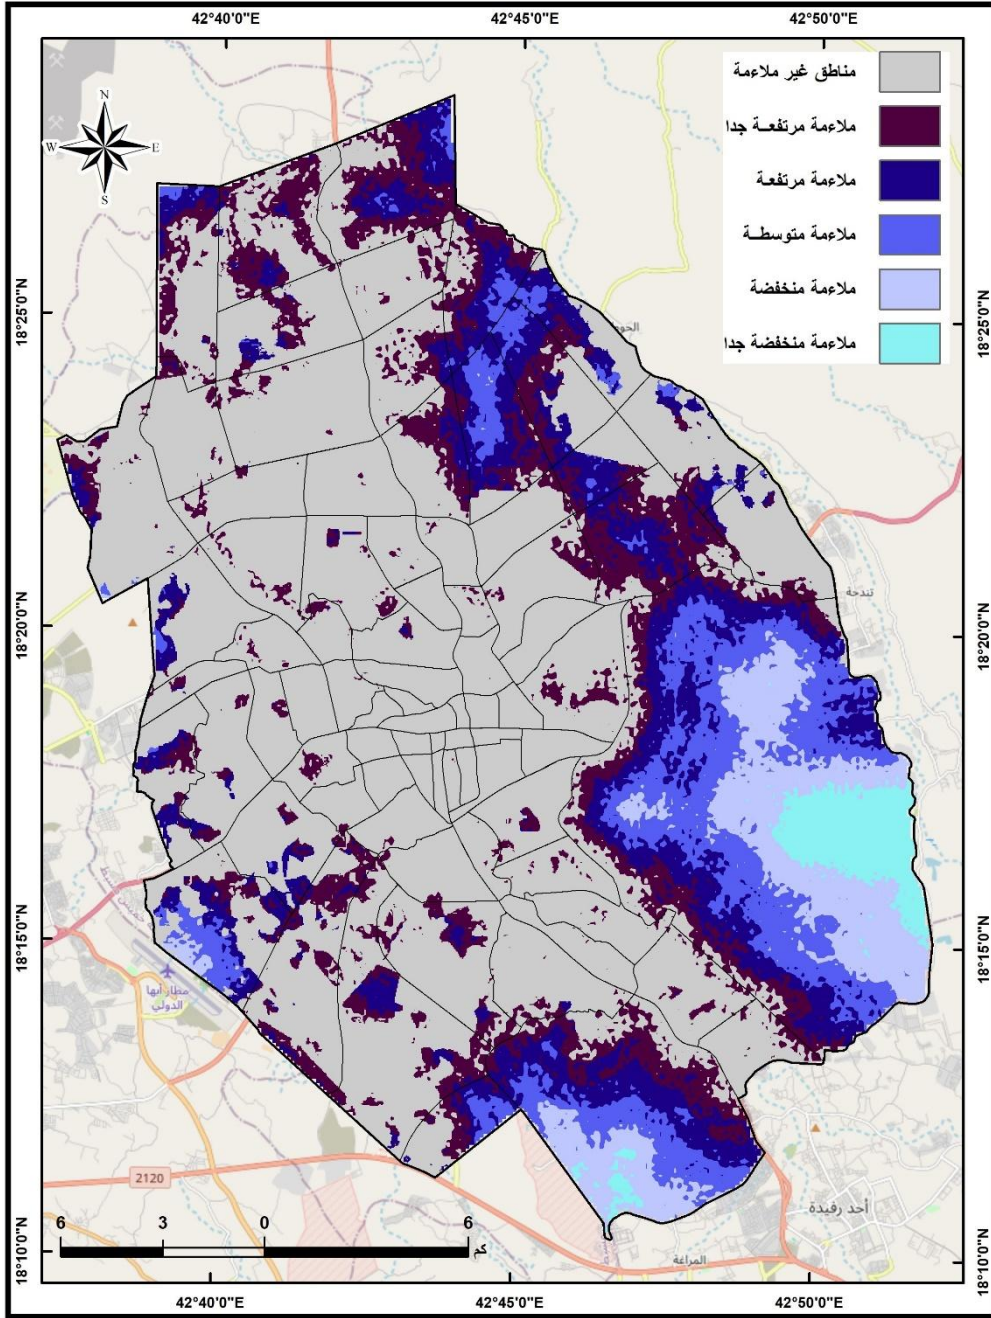 42°40'0"E
42°45'0"E
42°50'0"E
مناطق غير ملاءمة
ملاءمة مرتفعــة جدا
ملاءمة مرتفعـة
ملاءمة متوسطــة
ملاءمة منخفضة
ملاءمة منخفضة جدا
N
W
E
S
18°25'0"N
18°25'0"N
18°20'0"N
18°20'0"N
تندحة
18°15'0"N
18°15'0"N
مطار أبها
الدولي
2120
أحد رفيدة
المراغة
18°10'0"N
18°10'0"N
6
3
0
6
كم
42°40'0"E
42°45'0"E
42°50'0"E